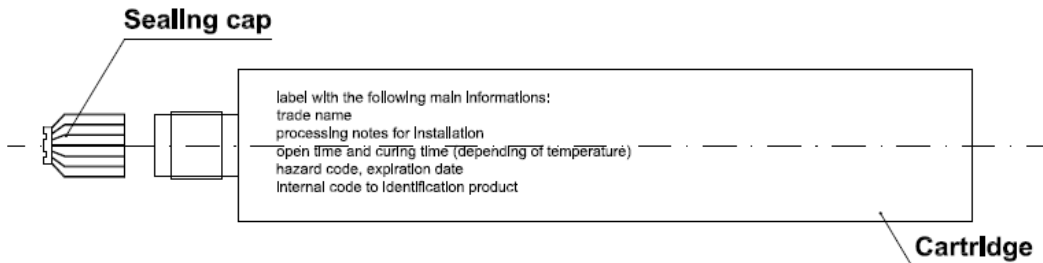 Sealing cap
label with the following main informations:
trade name
processing notes for installation
open time and curing time (depending of temperature)
hazard code, expiration date
internal code to identification product
Cartridge